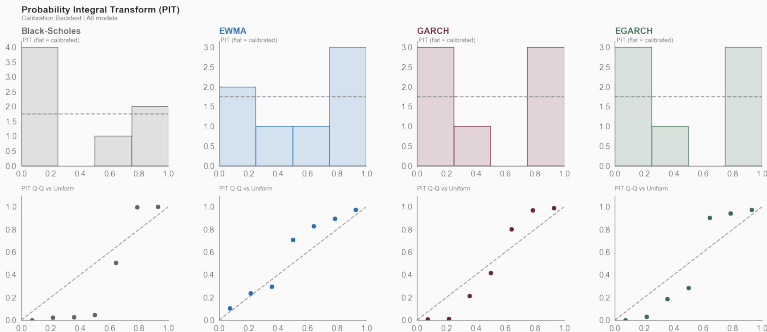 Probability Integral Transform (PIT)
Calibration Backtest | All models
Black-Scholes
PIT (flat = calibrated)
4.0
3.5
3.0
2.5
2.0
1.5
1.0
0.5
0.0
0.0 0.2 0.4 0.6 0.8 1.0
EWMA
PIT (flat = calibrated)
3.0
2.5
2.0
1.5
1.0
0.5
0.0
0.0 0.2 0.4 0.6 0.8 1.0
GARCH
PIT (flat = calibrated)
3.0
2.5
2.0
1.5
1.0
0.5
0.0
0.0 0.2 0.4 0.6 0.8 1.0
EGARCH
PIT (flat = calibrated)
3.0
2.5
2.0
1.5
1.0
0.5
0.0
0.0 0.2 0.4 0.6 0.8 1.0
PIT Q-Q vs Uniform
1.0
0.8
0.6
0.4
0.2
0.0
0.0 0.2 0.4 0.6 0.8 1.0
PIT Q-Q vs Uniform
1.0
0.8
0.6
0.4
0.2
0.0
0.0 0.2 0.4 0.6 0.8 1.0
PIT Q-Q vs Uniform
1.0
0.8
0.6
0.4
0.2
0.0
0.0 0.2 0.4 0.6 0.8 1.0
PIT Q-Q vs Uniform
1.0
0.8
0.6
0.4
0.2
0.0
0.0 0.2 0.4 0.6 0.8 1.0